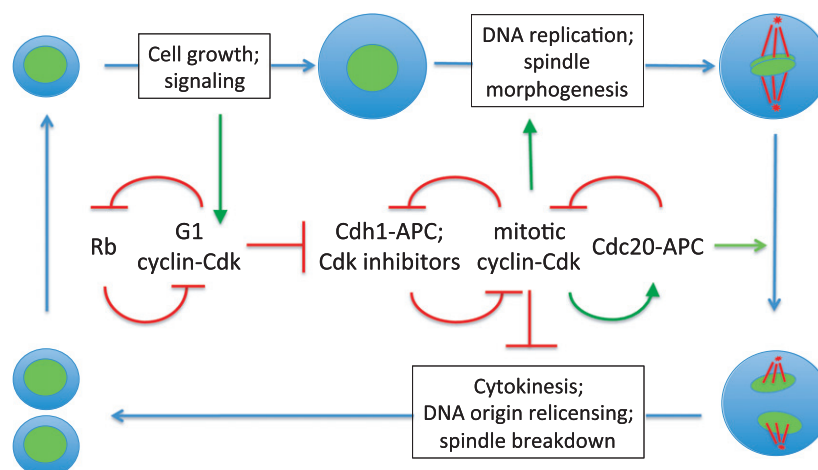 Cell growth;
signaling
DNA replication;
spindle
morphogenesis
Rb
G1
cyclin-Cdk
Cdh1-APC;
Cdk inhibitors
mitotic
cyclin-Cdk
Cdc20-APC
Cytokinesis;
DNA origin relicensing;
spindle breakdown